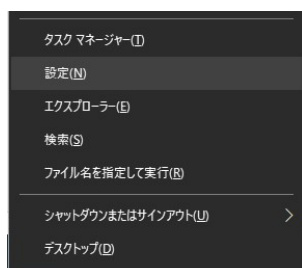 タスク マネージャー(T)
設定(N)
エクスプローラー(E)
検索(S)
ファイル名を指定して実行(R)
シャットダウンまたはサインアウト(U)
デスクトップ(D)